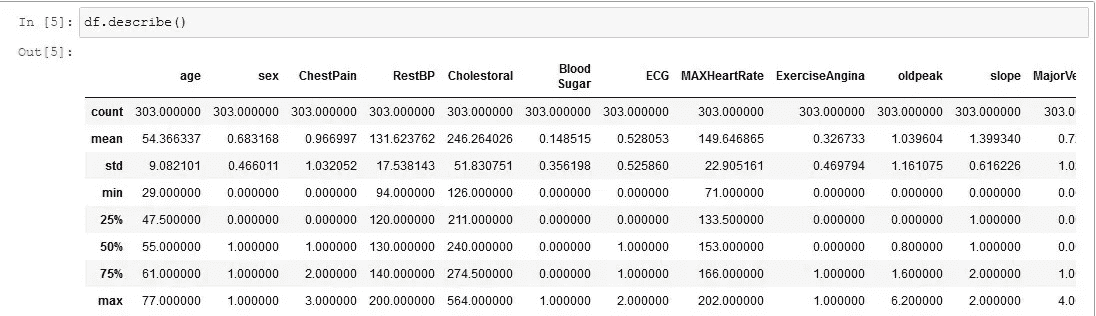 In [5]: df.describe()
Out[5]:
age sex ChestPain RestBP Cholestoral Blood Sugar ECG MAXHeartRate ExerciseAngina oldpeak slope MajorVe
count 303.000000 303.000000 303.000000 303.000000 303.000000 303.000000 303.000000 303.000000 303.000000 303.000000 303.000000 303.0
mean 54.366337 0.683168 0.966997 131.623762 246.264026 0.148515 0.528053 149.646865 0.326733 1.039604 1.399340 0.7
std 9.082101 0.466011 1.032052 17.538143 51.830751 0.356198 0.525860 22.905161 0.469794 1.161075 0.616226 1.0
min 29.000000 0.000000 0.000000 94.000000 126.000000 0.000000 0.000000 71.000000 0.000000 0.000000 0.000000 0.0
25% 47.500000 0.000000 0.000000 120.000000 211.000000 0.000000 0.000000 133.500000 0.000000 0.000000 1.000000 0.0
50% 55.000000 1.000000 1.000000 130.000000 240.000000 0.000000 1.000000 153.000000 0.000000 0.800000 1.000000 0.0
75% 61.000000 1.000000 2.000000 140.000000 274.500000 0.000000 1.000000 166.000000 1.000000 1.600000 2.000000 1.0
max 77.000000 1.000000 3.000000 200.000000 564.000000 1.000000 2.000000 202.000000 1.000000 6.200000 2.000000 4.0